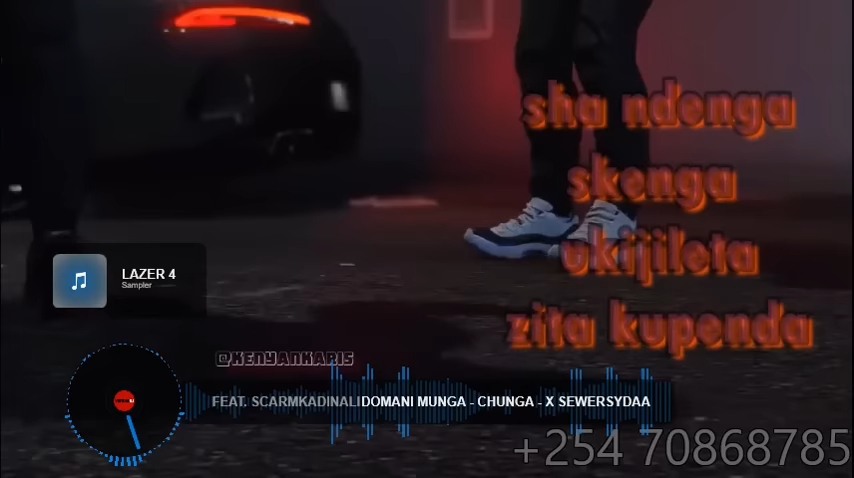 sha ndenga
skenga
ukijileta
zita kupenda
LAZER 4
Sampler
@KENYANKARIS
FEAT. SCARMKADINALIDOMANI MUNGA - CHUNGA - X SEWERSYDAA
+254 70868785